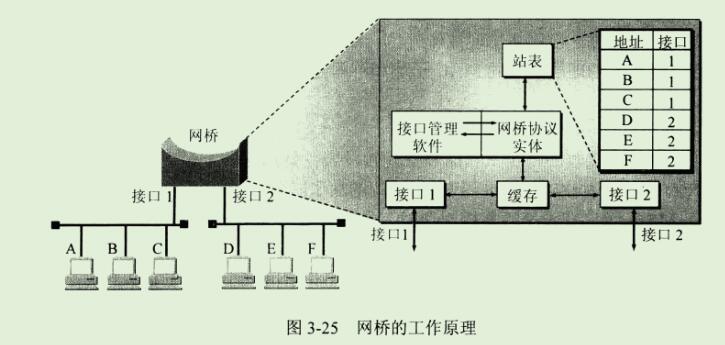 网桥
接口 1
接口 2
A
B
C
D
E
F
站表
地址 接口
A 1
B 1
C 1
D 2
E 2
F 2
接口管理
软件
网桥协议
实体
接口 1
缓存
接口 2
接口1
接口 2
图 3-25 网桥的工作原理